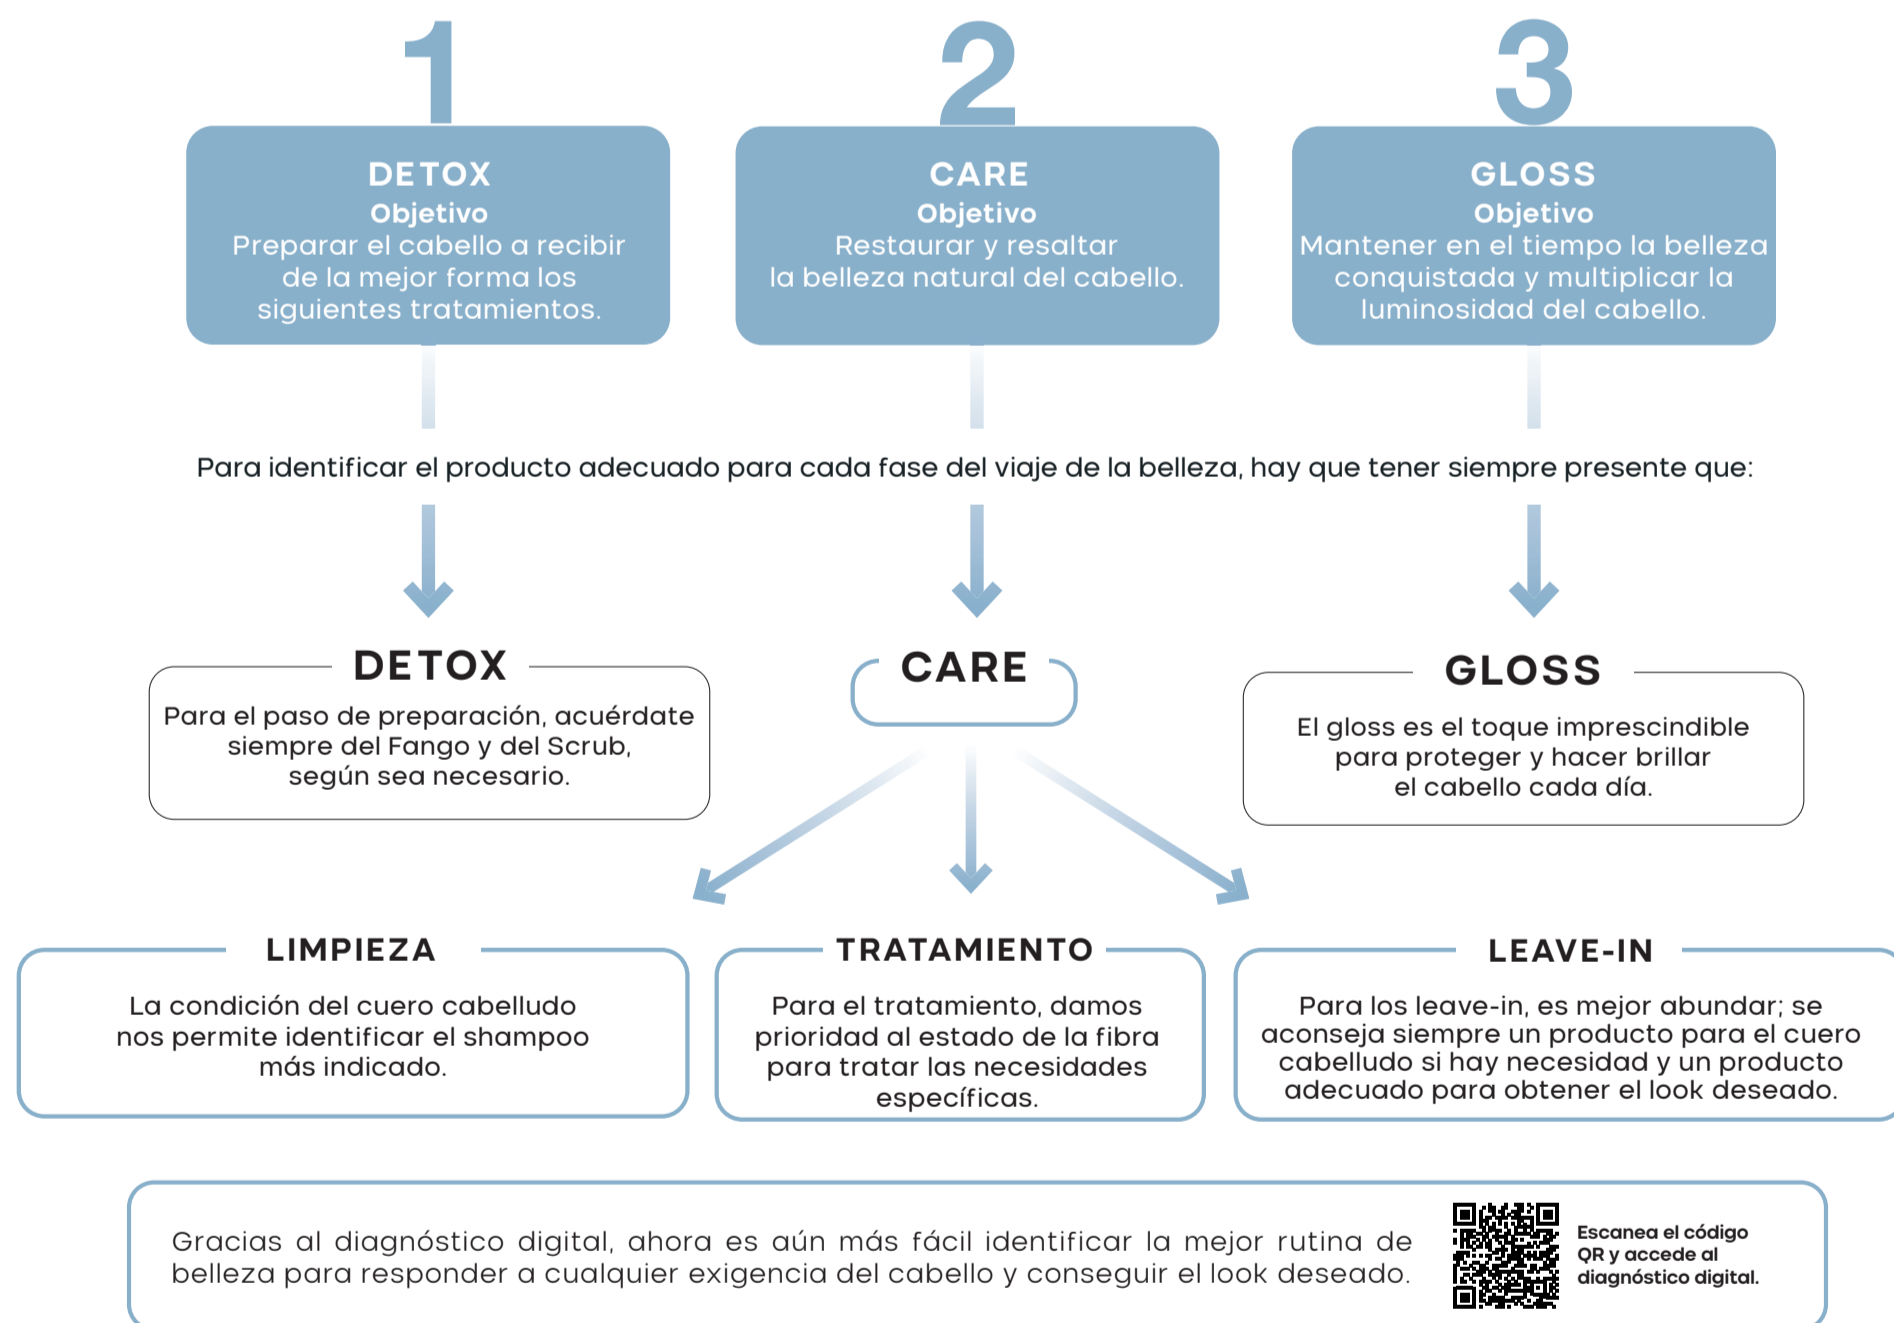 1
DETOX
Objetivo
Preparar el cabello a recibir
de la mejor forma los
siguientes tratamientos.
2
CARE
Objetivo
Restaurar y resaltar
la belleza natural del cabello.
3
GLOSS
Objetivo
Mantener en el tiempo la belleza
conquistada y multiplicar la
luminosidad del cabello.
Para identificar el producto adecuado para cada fase del viaje de la belleza, hay que tener siempre presente que:
DETOX
Para el paso de preparación, acuérdate
siempre del Fango y del Scrub,
según sea necesario.
CARE
GLOSS
El gloss es el toque imprescindible
para proteger y hacer brillar
el cabello cada día.
LIMPIEZA
La condición del cuero cabelludo
nos permite identificar el shampoo
más indicado.
TRATAMIENTO
Para el tratamiento, damos
prioridad al estado de la fibra
para tratar las necesidades
específicas.
LEAVE-IN
Para los leave-in, es mejor abundar; se
aconseja siempre un producto para el cuero
cabelludo si hay necesidad y un producto
adecuado para obtener el look deseado.
Gracias al diagnóstico digital, ahora es aún más fácil identificar la mejor rutina de
belleza para responder a cualquier exigencia del cabello y conseguir el look deseado.
Escanea el código
QR y accede al
diagnóstico digital.